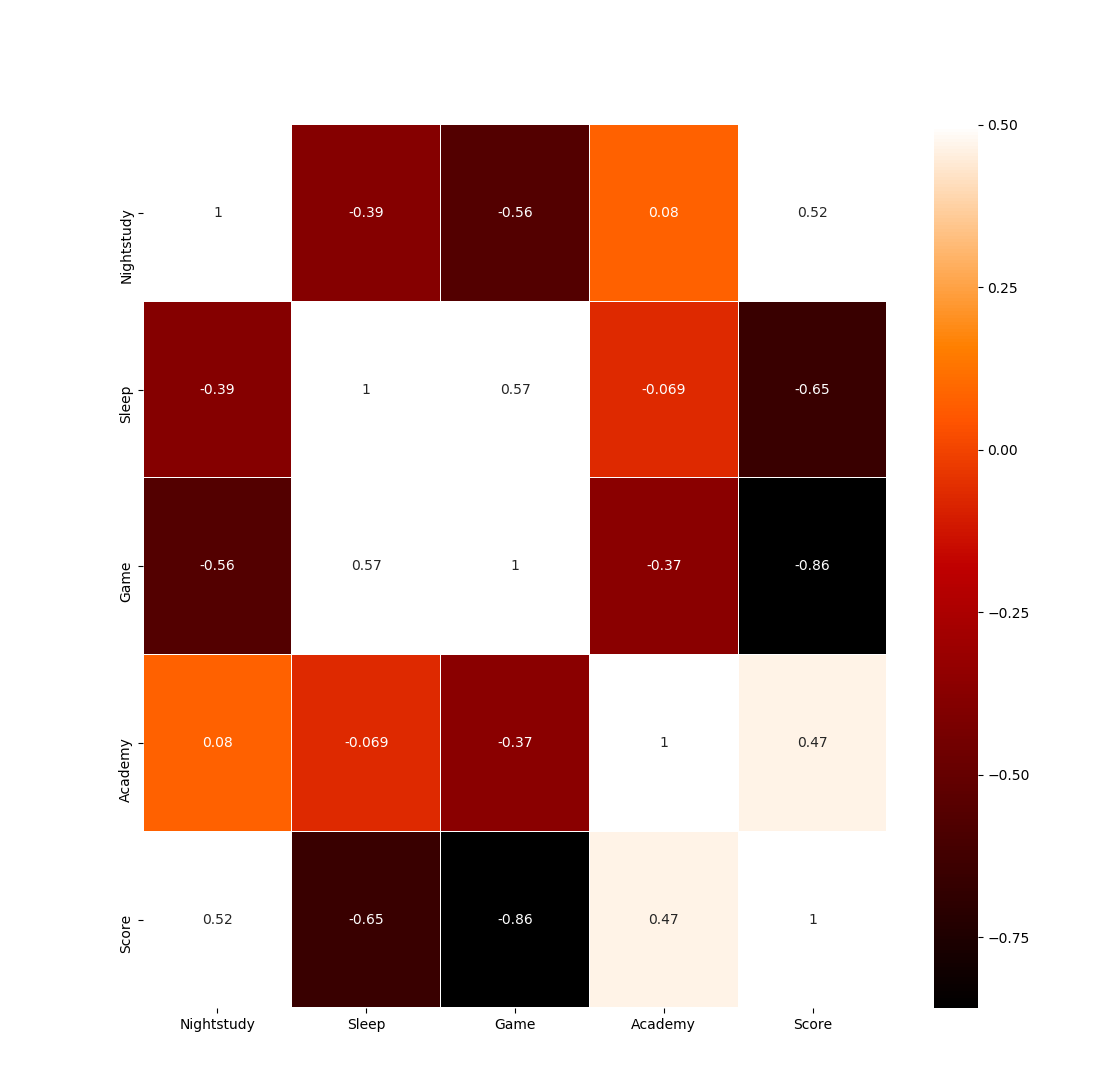 0.50
Nightstudy 1 -0.39 -0.56 0.08 0.52
0.25
Sleep -0.39 1 0.57 -0.069 -0.65
0.00
Game -0.56 0.57 1 -0.37 -0.86
−0.25
Academy 0.08 -0.069 -0.37 1 0.47
−0.50
Score 0.52 -0.65 -0.86 0.47 1
−0.75
Nightstudy Sleep Game Academy Score